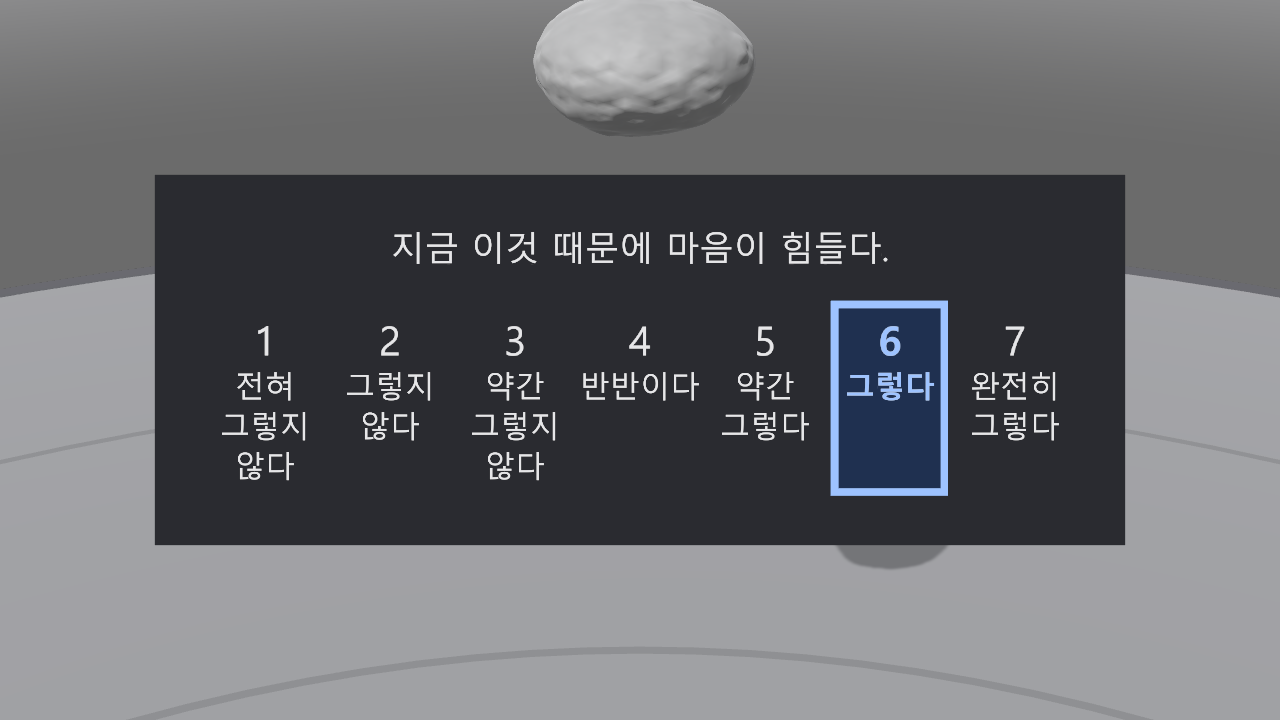 지금 이것 때문에 마음이 힘들다.
1
전혀
그렇지
않다
2
그렇지
않다
3
약간
그렇지
않다
4
반반이다
5
약간
그렇다
6
그렇다
7
완전히
그렇다